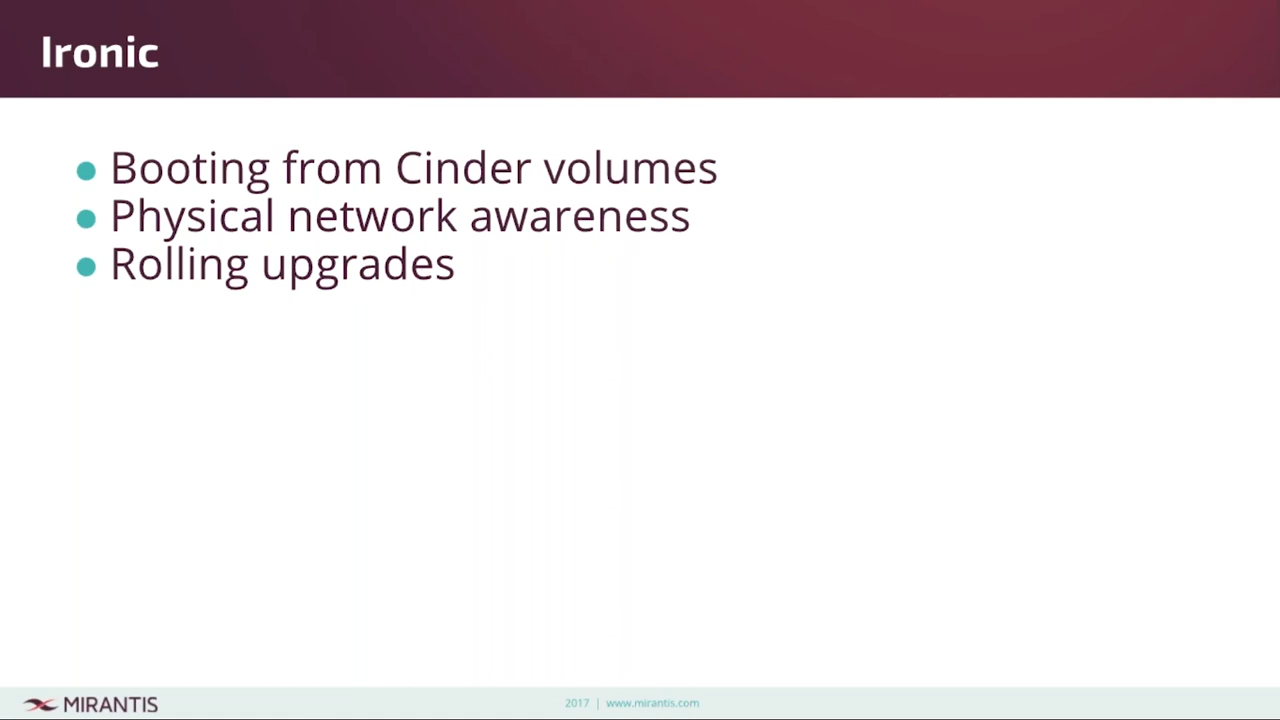 Ironic
● Booting from Cinder volumes
● Physical network awareness
● Rolling upgrades
MIRANTIS
2017 | www.mirantis.com